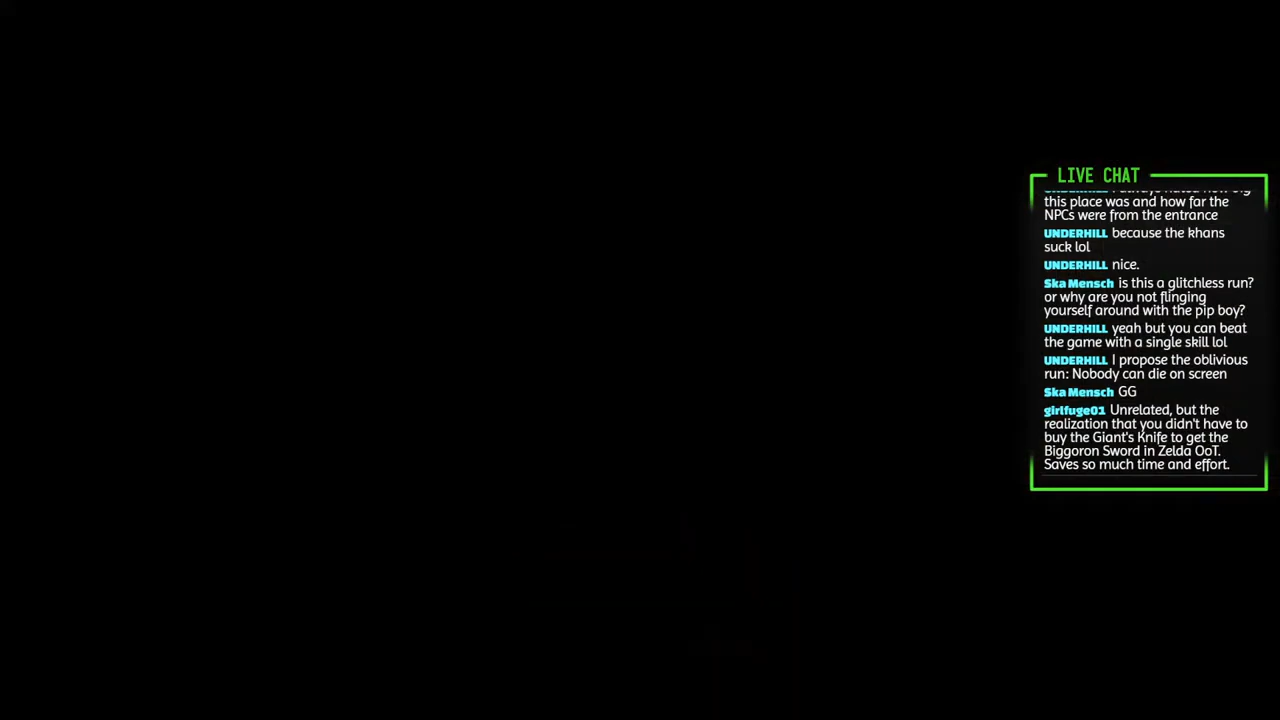 LIVE CHAT
this place was and how far the
NPCs were from the entrance
UNDERHILL because the khans
suck lol
UNDERHILL nice.
Ska Mensch is this a glitchless run?
or why are you not flinging
yourself around with the pip boy?
UNDERHILL yeah but you can beat
the game with a single skill lol
UNDERHILL I propose the oblivious
run: Nobody can die on screen
Ska Mensch GG
girlfuge01 Unrelated, but the
realization that you didn't have to
buy the Giant's Knife to get the
Biggoron Sword in Zelda OoT.
Saves so much time and effort.